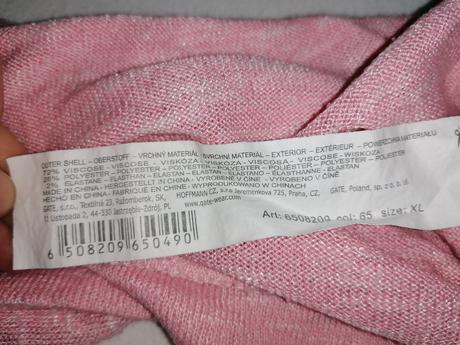 OUTER SHELL – OBERSTOFF – VRCHNÝ MATERIÁL – SVRCHNÍ MATERIÁL – EXTERIOR – EXTÉRIEUR – POWIERZCHNIA MATERIAŁU
72% VISCOSE – VISKOSE – VISKÓZA – VISKÓZA – VISCOSA – VISCOSE – WISKOZA
26% POLYESTER – POLYESTER – POLYESTER – POLYESTER – POLIÉSTER – POLYESTER – POLIESTER
2% ELASTANE – ELASTHAN – ELASTAN – ELASTAN – ELASTANO – ÉLASTHANNE – ELASTAN
MADE IN CHINA – HERGESTELLT IN CHINA – VYROBENÉ V ČÍNE – VYROBENO V ČÍNĚ
HECHO EN CHINA – FABRIQUÉ EN CHINE – WYPRODUKOWANO W CHINACH
GATE, s.r.o., Textilná 23, Ružomberok, SK, HOFFMANN CZ, s.r.o. Jeremenkova 725, Praha, CZ, GATE, Poland, sp. z o. o.
11 Listopada 2, 44-330 Jastrzębie-Zdrój, PL www.gate-wear.com
Art: 6508209 col: 65 size: XL
6 508209 650490